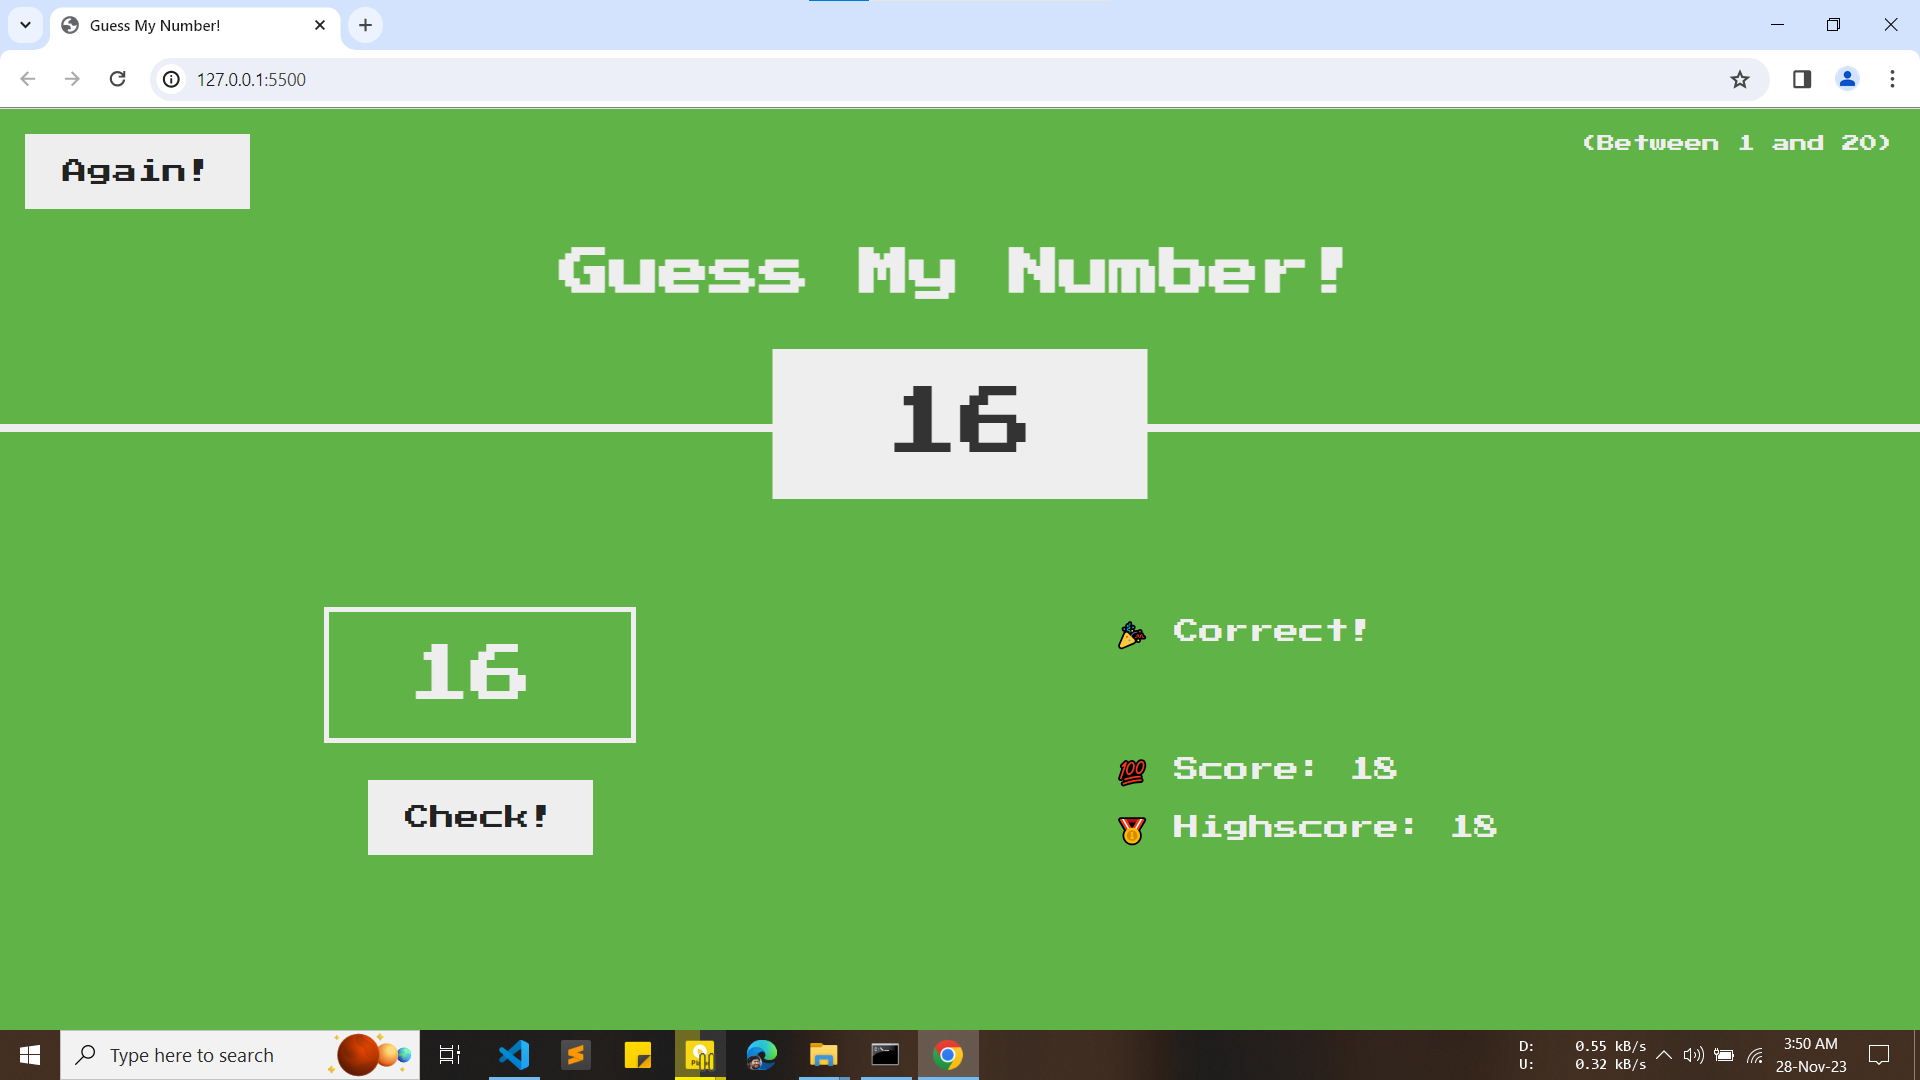 Guess My Number!
127.0.0.1:5500
Again!
(Between 1 and 20)
Guess My Number!
16
16
Check!
🎉 Correct!
💯 Score: 18
🥇 Highscore: 18
Type here to search
D: 0.55 kB/s
U: 0.32 kB/s
3:50 AM
28-Nov-23